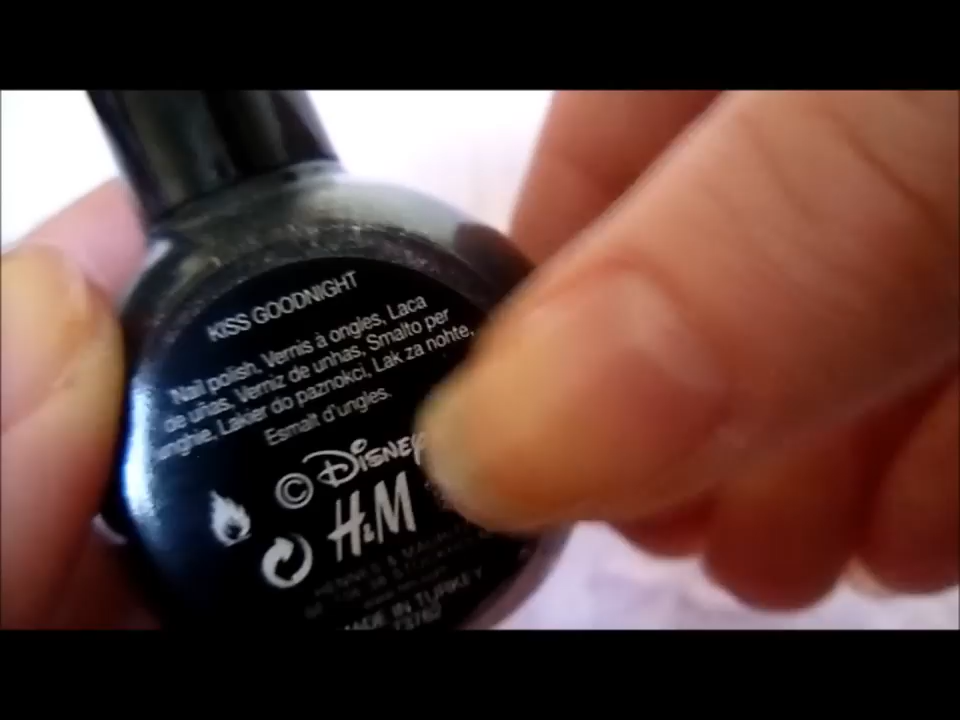 KISS GOODNIGHT
Nail polish, Vernis à ongles, Laca
de uñas, Verniz de unhas, Smalto per
unghie, Lakier do paznokci, Lak za nohte,
Esmalt d'ungles.
© DISNEY
H&M
MADE IN TURKEY